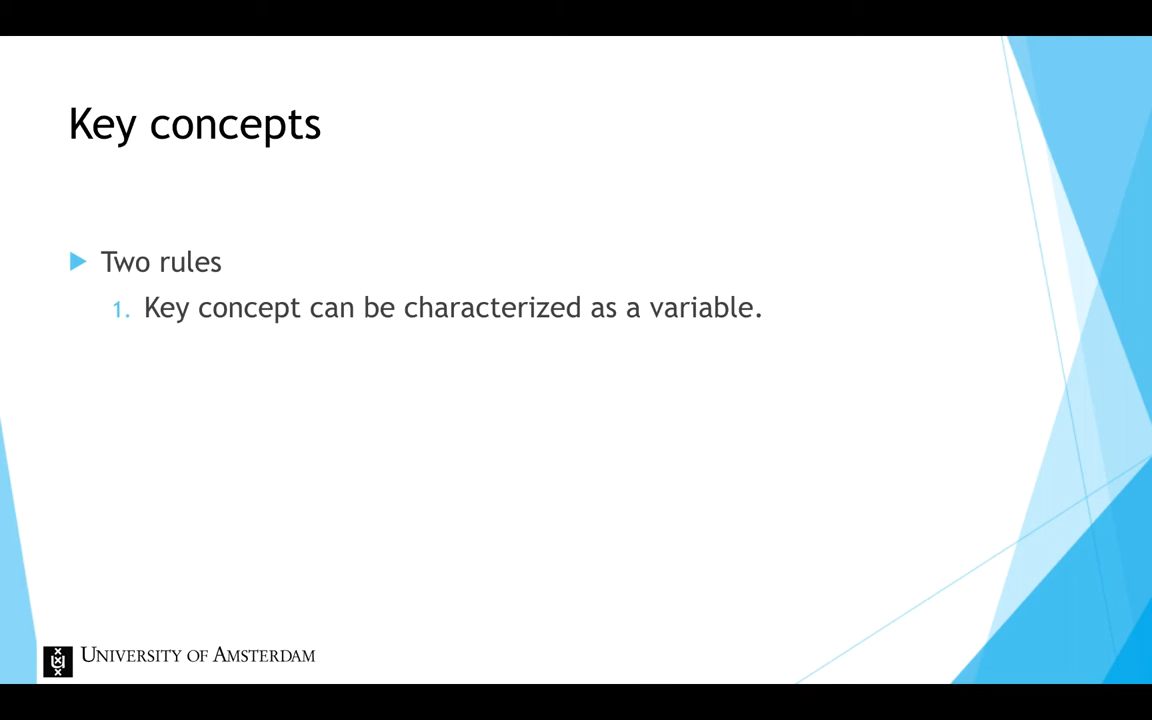 Key concepts
Two rules
1. Key concept can be characterized as a variable.
UNIVERSITY OF AMSTERDAM